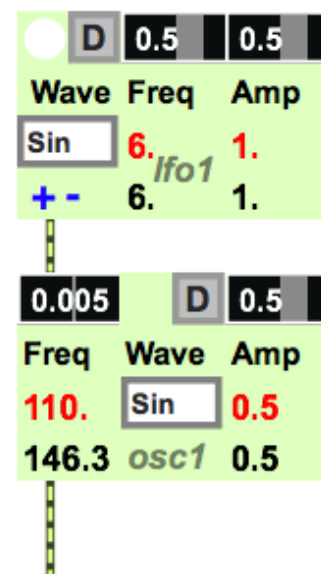 D 0.5 0.5
Wave Freq Amp
Sin 6. 1.
lfo1
+ - 6. 1.
0.005 D 0.5
Freq Wave Amp
110. Sin 0.5
146.3 osc1 0.5